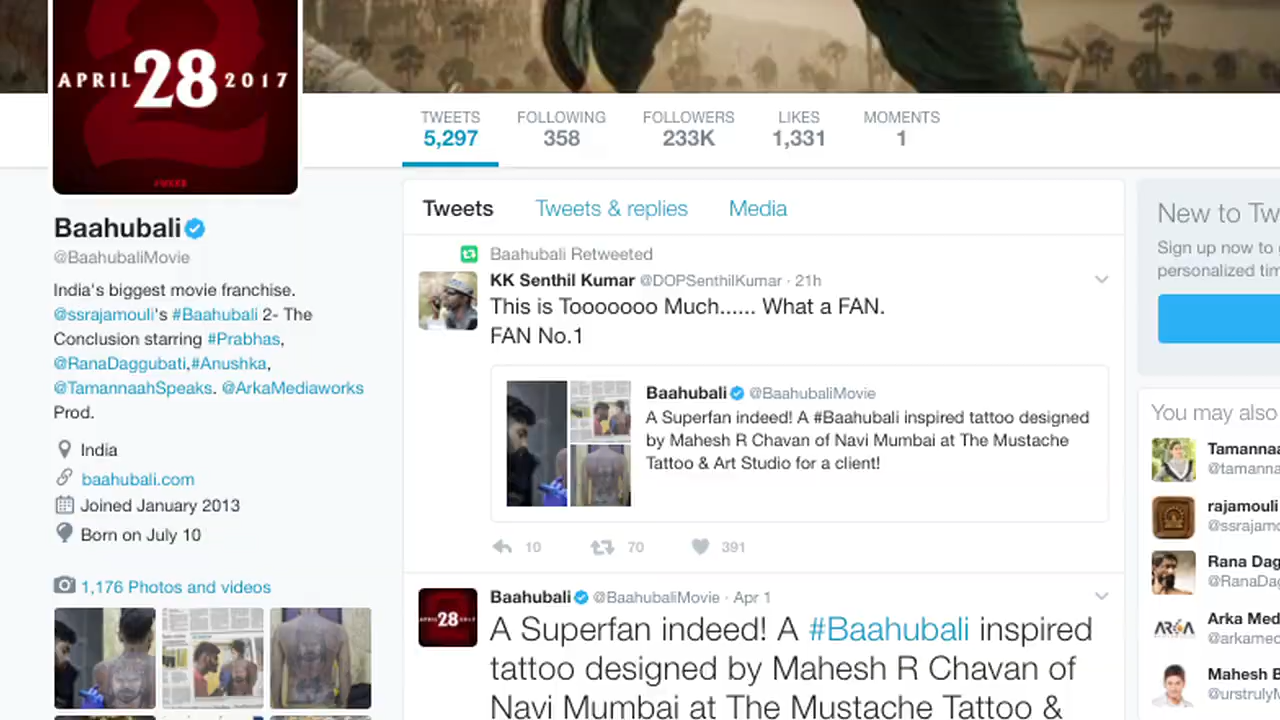 APRIL 28 2017
#WKKB
TWEETS
5,297
FOLLOWING
358
FOLLOWERS
233K
LIKES
1,331
MOMENTS
1
Baahubali
@BaahubaliMovie
India's biggest movie franchise.
@ssrajamouli's #Baahubali 2- The
Conclusion starring #Prabhas,
@RanaDaggubati,#Anushka,
@TamannaahSpeaks. @ArkaMediaworks
Prod.
India
baahubali.com
Joined January 2013
Born on July 10
1,176 Photos and videos
Tweets Tweets & replies Media
Baahubali Retweeted
KK Senthil Kumar @DOPSenthilKumar · 21h
This is Tooooooo Much...... What a FAN.
FAN No.1
Baahubali @BaahubaliMovie
A Superfan indeed! A #Baahubali inspired tattoo designed
by Mahesh R Chavan of Navi Mumbai at The Mustache
Tattoo & Art Studio for a client!
10 70 391
28
Baahubali @BaahubaliMovie · Apr 1
A Superfan indeed! A #Baahubali inspired
tattoo designed by Mahesh R Chavan of
Navi Mumbai at The Mustache Tattoo &
New to Tw
Sign up now to
personalized tim
You may also
Tamannaa
@tamanna
rajamouli
@ssrajamo
Rana Dag
@RanaDag
ARKA
Arka Med
@arkamed
Mahesh B
@urstrulyM